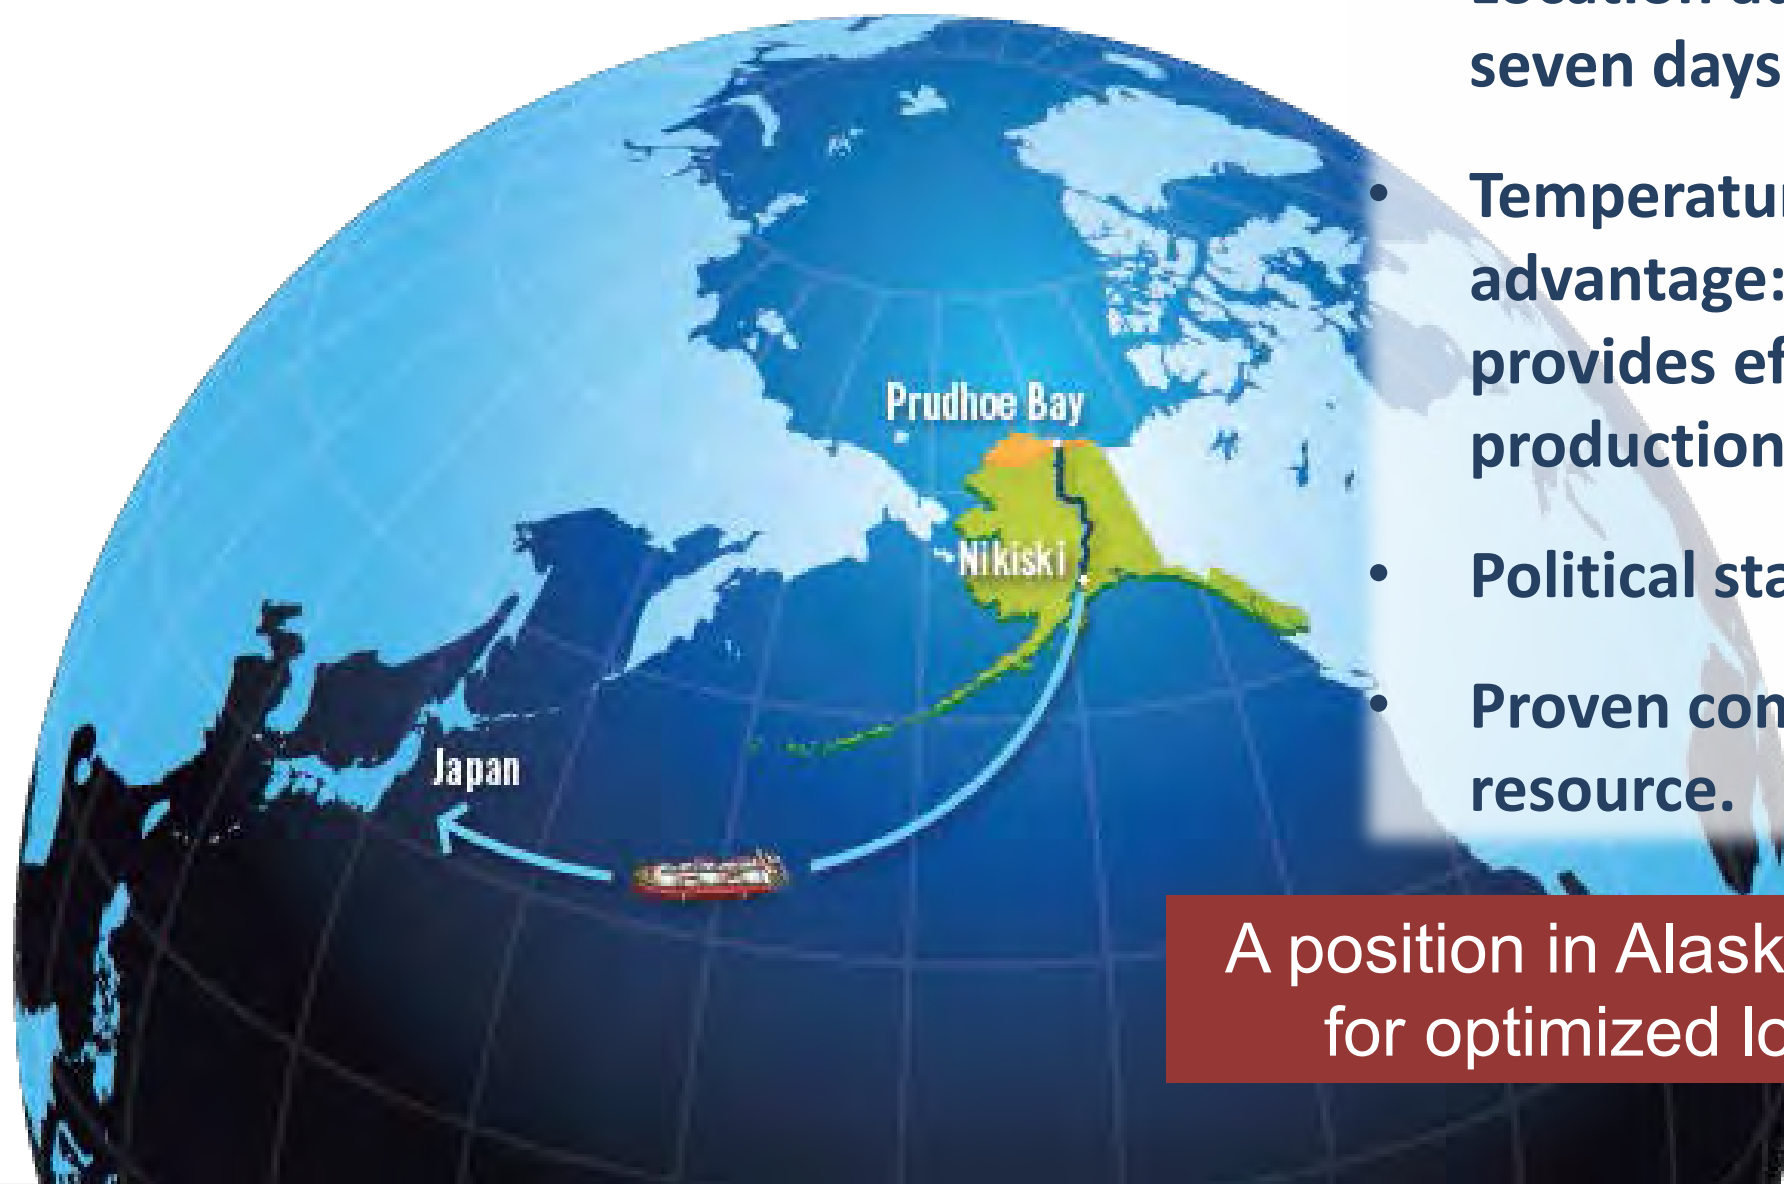 seven days
• Temperatu
advantage:
provides ef
production
• Political sta
• Proven con
resource.
Prudhoe Bay
Nikiski
Japan
A position in Alask
for optimized lo